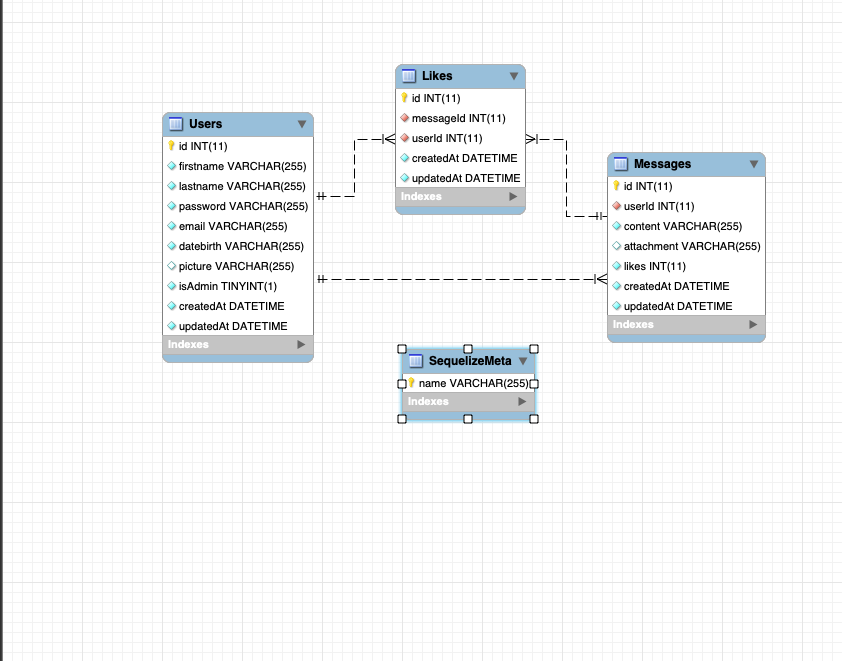 Users
id INT(11)
firstname VARCHAR(255)
lastname VARCHAR(255)
password VARCHAR(255)
email VARCHAR(255)
datebirth VARCHAR(255)
picture VARCHAR(255)
isAdmin TINYINT(1)
createdAt DATETIME
updatedAt DATETIME
Indexes
Likes
id INT(11)
messageId INT(11)
userId INT(11)
createdAt DATETIME
updatedAt DATETIME
Indexes
Messages
id INT(11)
userId INT(11)
content VARCHAR(255)
attachment VARCHAR(255)
likes INT(11)
createdAt DATETIME
updatedAt DATETIME
Indexes
SequelizeMeta
name VARCHAR(255)
Indexes